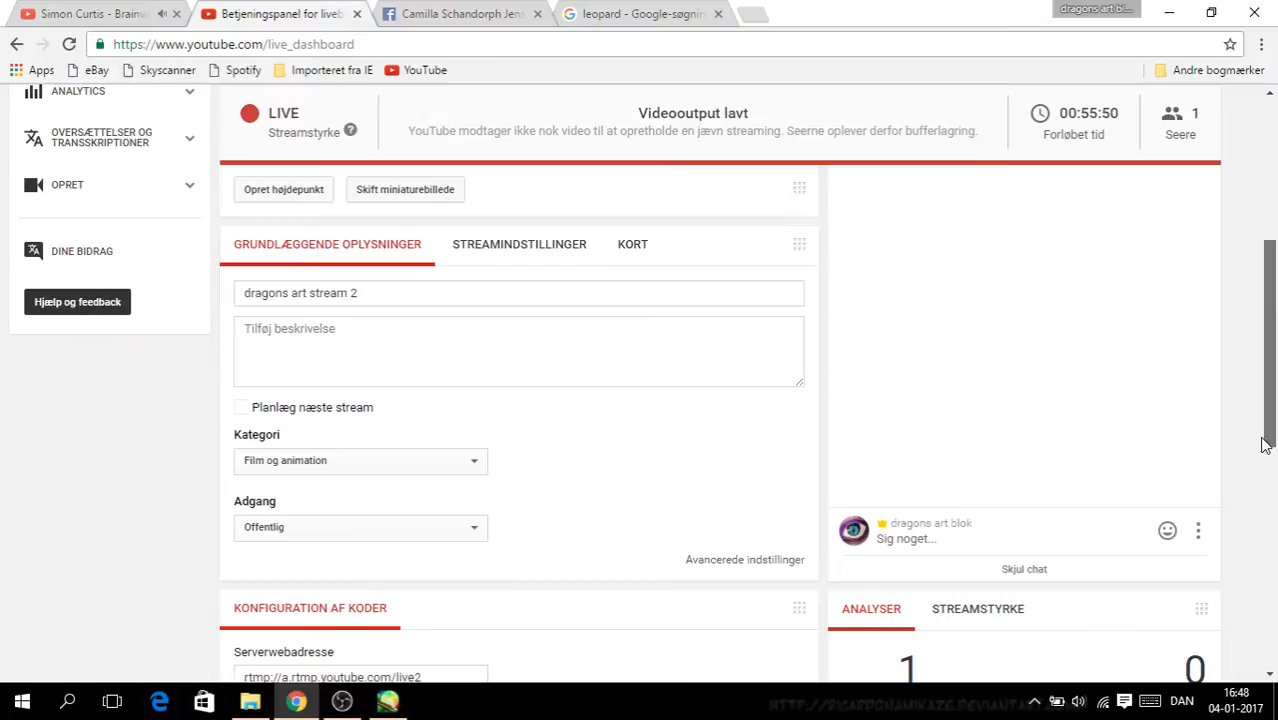 Simon Curtis - Brainw
Betjeningspanel for liveb
Camilla Schandorph Jens
leopard - Google-søgnin
dragons art bl...
https://www.youtube.com/live_dashboard
Apps
eBay
Skyscanner
Spotify
Importeret fra IE
YouTube
Andre bogmærker
ANALYTICS
OVERSÆTTELSER OG
TRANSSKRIPTIONER
OPRET
DINE BIDRAG
Hjælp og feedback
LIVE
Streamstyrke
Videooutput lavt
YouTube modtager ikke nok video til at opretholde en jævn streaming. Seerne oplever derfor bufferlagring.
00:55:50
Forløbet tid
1
Seere
Opret højdepunkt
Skift miniaturebillede
GRUNDLÆGGENDE OPLYSNINGER
STREAMINDSTILLINGER
KORT
dragons art stream 2
Tilføj beskrivelse
Planlæg næste stream
Kategori
Film og animation
Adgang
Offentlig
Avancerede indstillinger
dragons art blok
Sig noget...
Skjul chat
KONFIGURATION AF KODER
Serverwebadresse
rtmp://a.rtmp.youtube.com/live2
ANALYSER
STREAMSTYRKE
1
0
DAN
16:48
04-01-2017